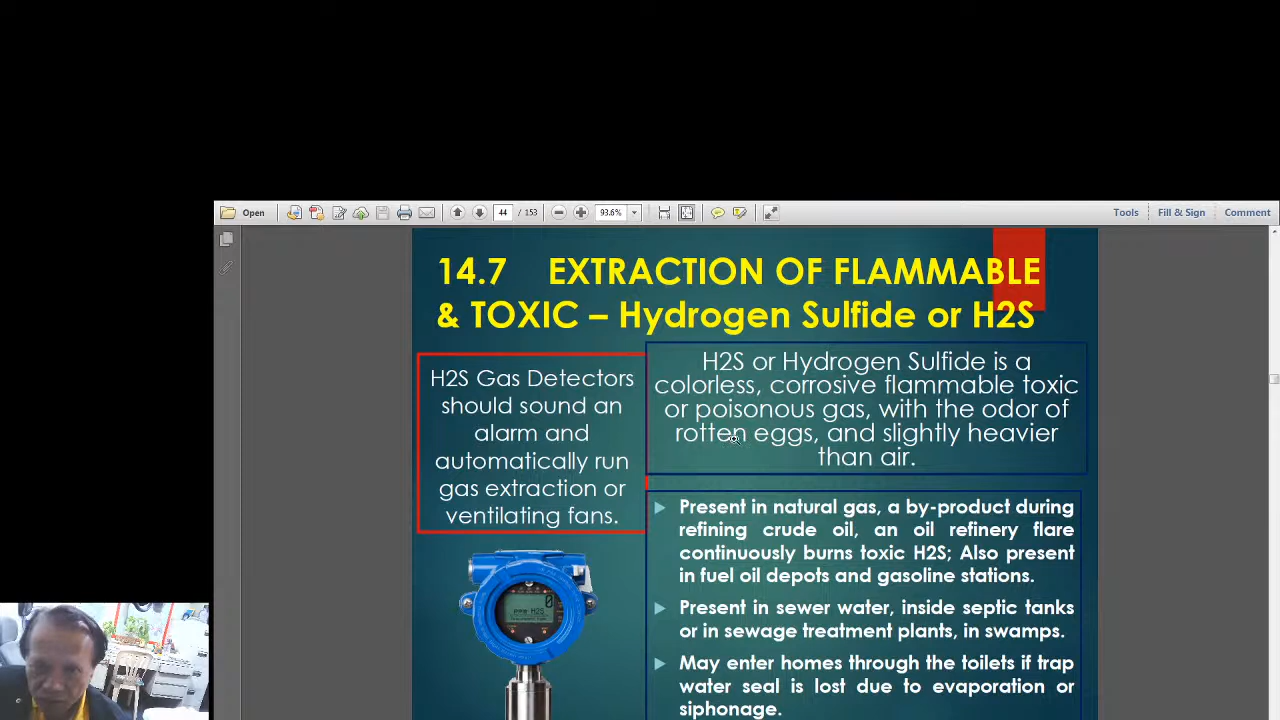 Open 44 / 153 93.6% Tools Fill & Sign Comment
14.7 EXTRACTION OF FLAMMABLE
& TOXIC – Hydrogen Sulfide or H2S
H2S Gas Detectors
should sound an
alarm and
automatically run
gas extraction or
ventilating fans.
H2S or Hydrogen Sulfide is a
colorless, corrosive flammable toxic
or poisonous gas, with the odor of
rotten eggs, and slightly heavier
than air.
Present in natural gas, a by-product during
refining crude oil, an oil refinery flare
continuously burns toxic H2S; Also present
in fuel oil depots and gasoline stations.
Present in sewer water, inside septic tanks
or in sewage treatment plants, in swamps.
May enter homes through the toilets if trap
water seal is lost due to evaporation or
siphonage.
0
H2S